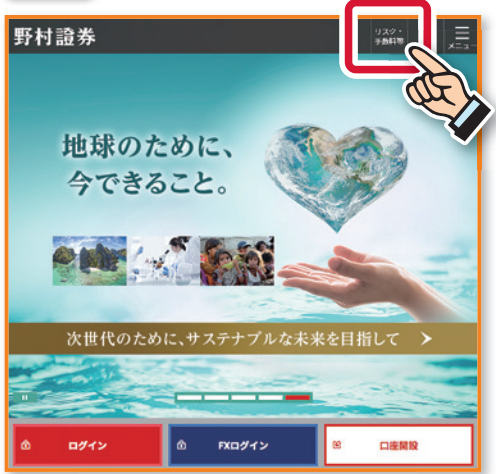 野村證券
リスク・
手数料等
メニュー
地球のために、
今できること。
次世代のために、サステナブルな未来を目指して
ログイン
FXログイン
口座開設